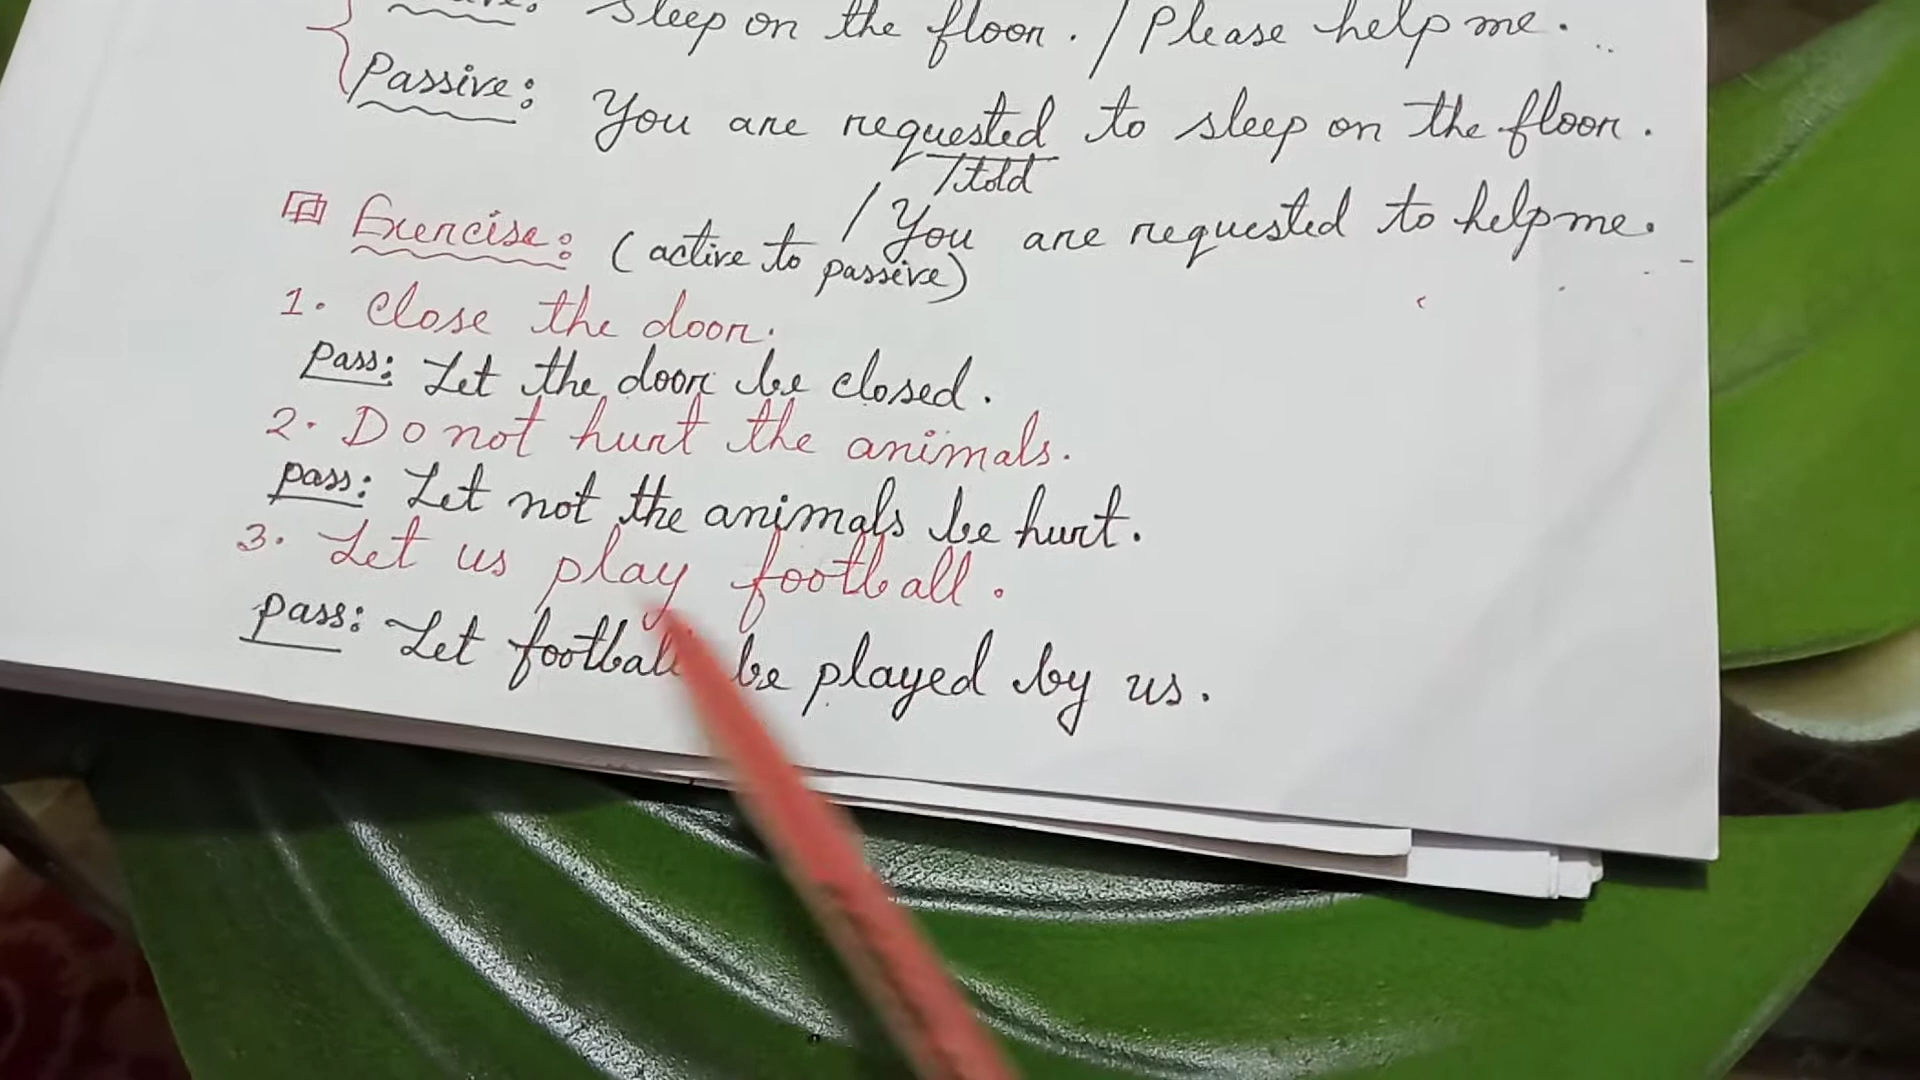 Sleep on the floor. / Please help me.
Passive: You are requested to sleep on the floor.
/told
/ You are requested to help me.
Exercise: (active to passive)
1. Close the door.
Pass: Let the door be closed.
2. Do not hurt the animals.
Pass: Let not the animals be hurt.
3. Let us play football.
Pass: Let football be played by us.